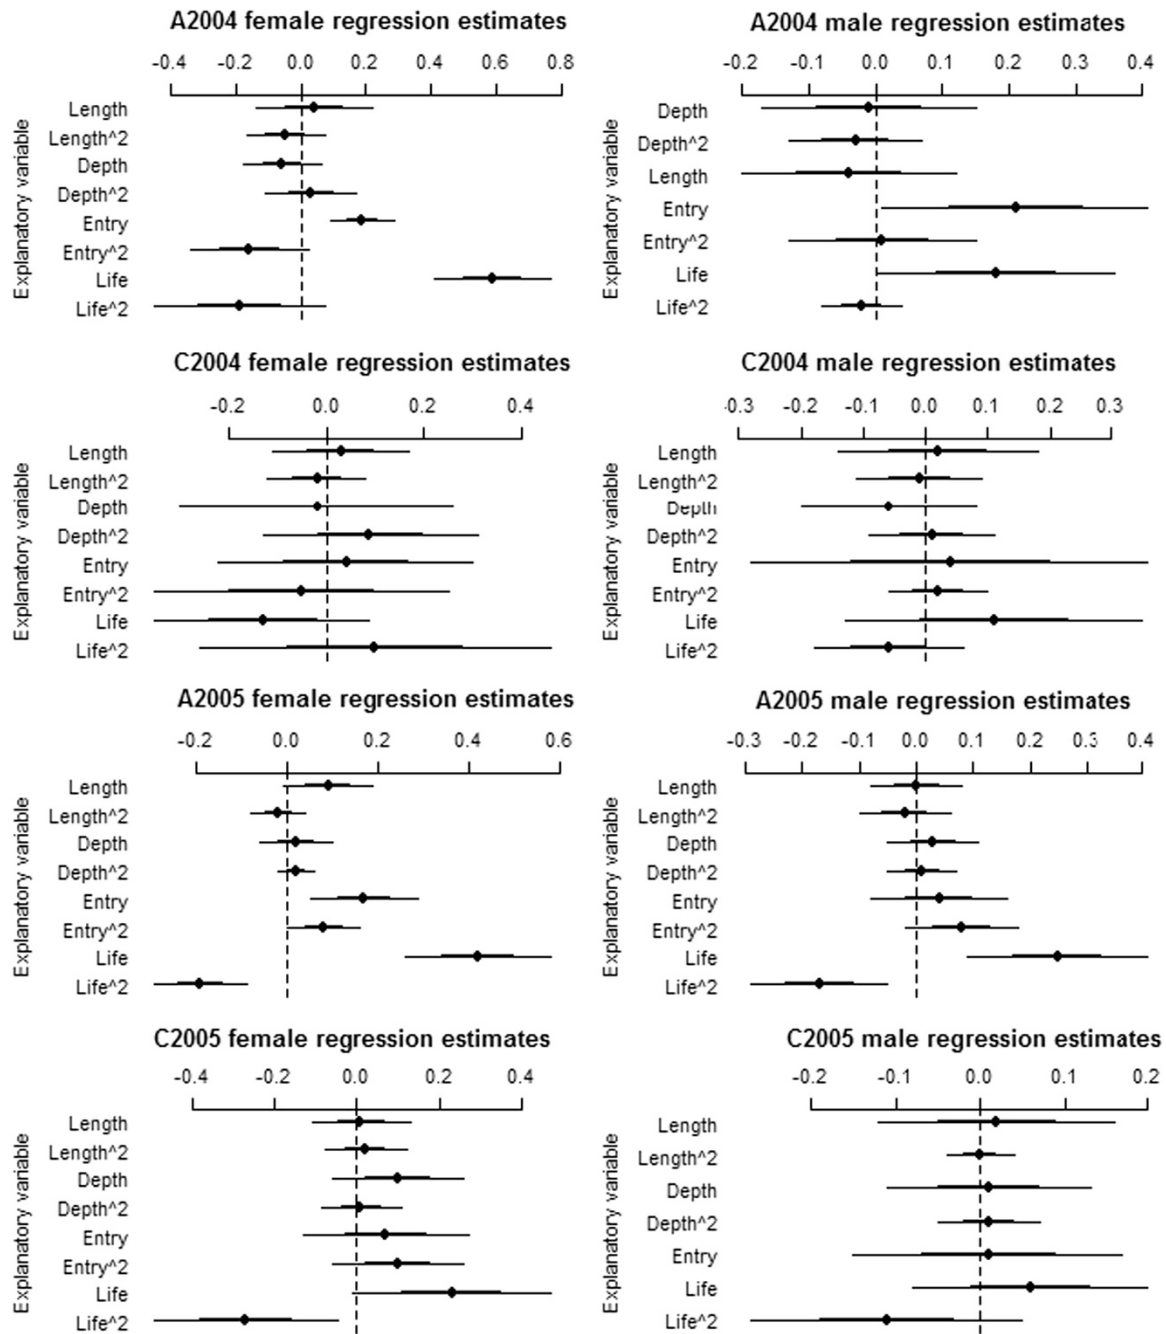 A2004 female regression estimates
-0.4 -0.2 0.0 0.2 0.4 0.6 0.8
Explanatory variable
Length
Length^2
Depth
Depth^2
Entry
Entry^2
Life
Life^2
A2004 male regression estimates
-0.2 -0.1 0.0 0.1 0.2 0.3 0.4
Explanatory variable
Depth
Depth^2
Length
Entry
Entry^2
Life
Life^2
C2004 female regression estimates
-0.2 0.0 0.2 0.4
Explanatory variable
Length
Length^2
Depth
Depth^2
Entry
Entry^2
Life
Life^2
C2004 male regression estimates
-0.3 -0.2 -0.1 0.0 0.1 0.2 0.3
Explanatory variable
Length
Length^2
Depth
Depth^2
Entry
Entry^2
Life
Life^2
A2005 female regression estimates
-0.2 0.0 0.2 0.4 0.6
Explanatory variable
Length
Length^2
Depth
Depth^2
Entry
Entry^2
Life
Life^2
A2005 male regression estimates
-0.3 -0.2 -0.1 0.0 0.1 0.2 0.3 0.4
Explanatory variable
Length
Length^2
Depth
Depth^2
Entry
Entry^2
Life
Life^2
C2005 female regression estimates
-0.4 -0.2 0.0 0.2 0.4
Explanatory variable
Length
Length^2
Depth
Depth^2
Entry
Entry^2
Life
Life^2
C2005 male regression estimates
-0.2 -0.1 0.0 0.1 0.2
Explanatory variable
Length
Length^2
Depth
Depth^2
Entry
Life
Life^2